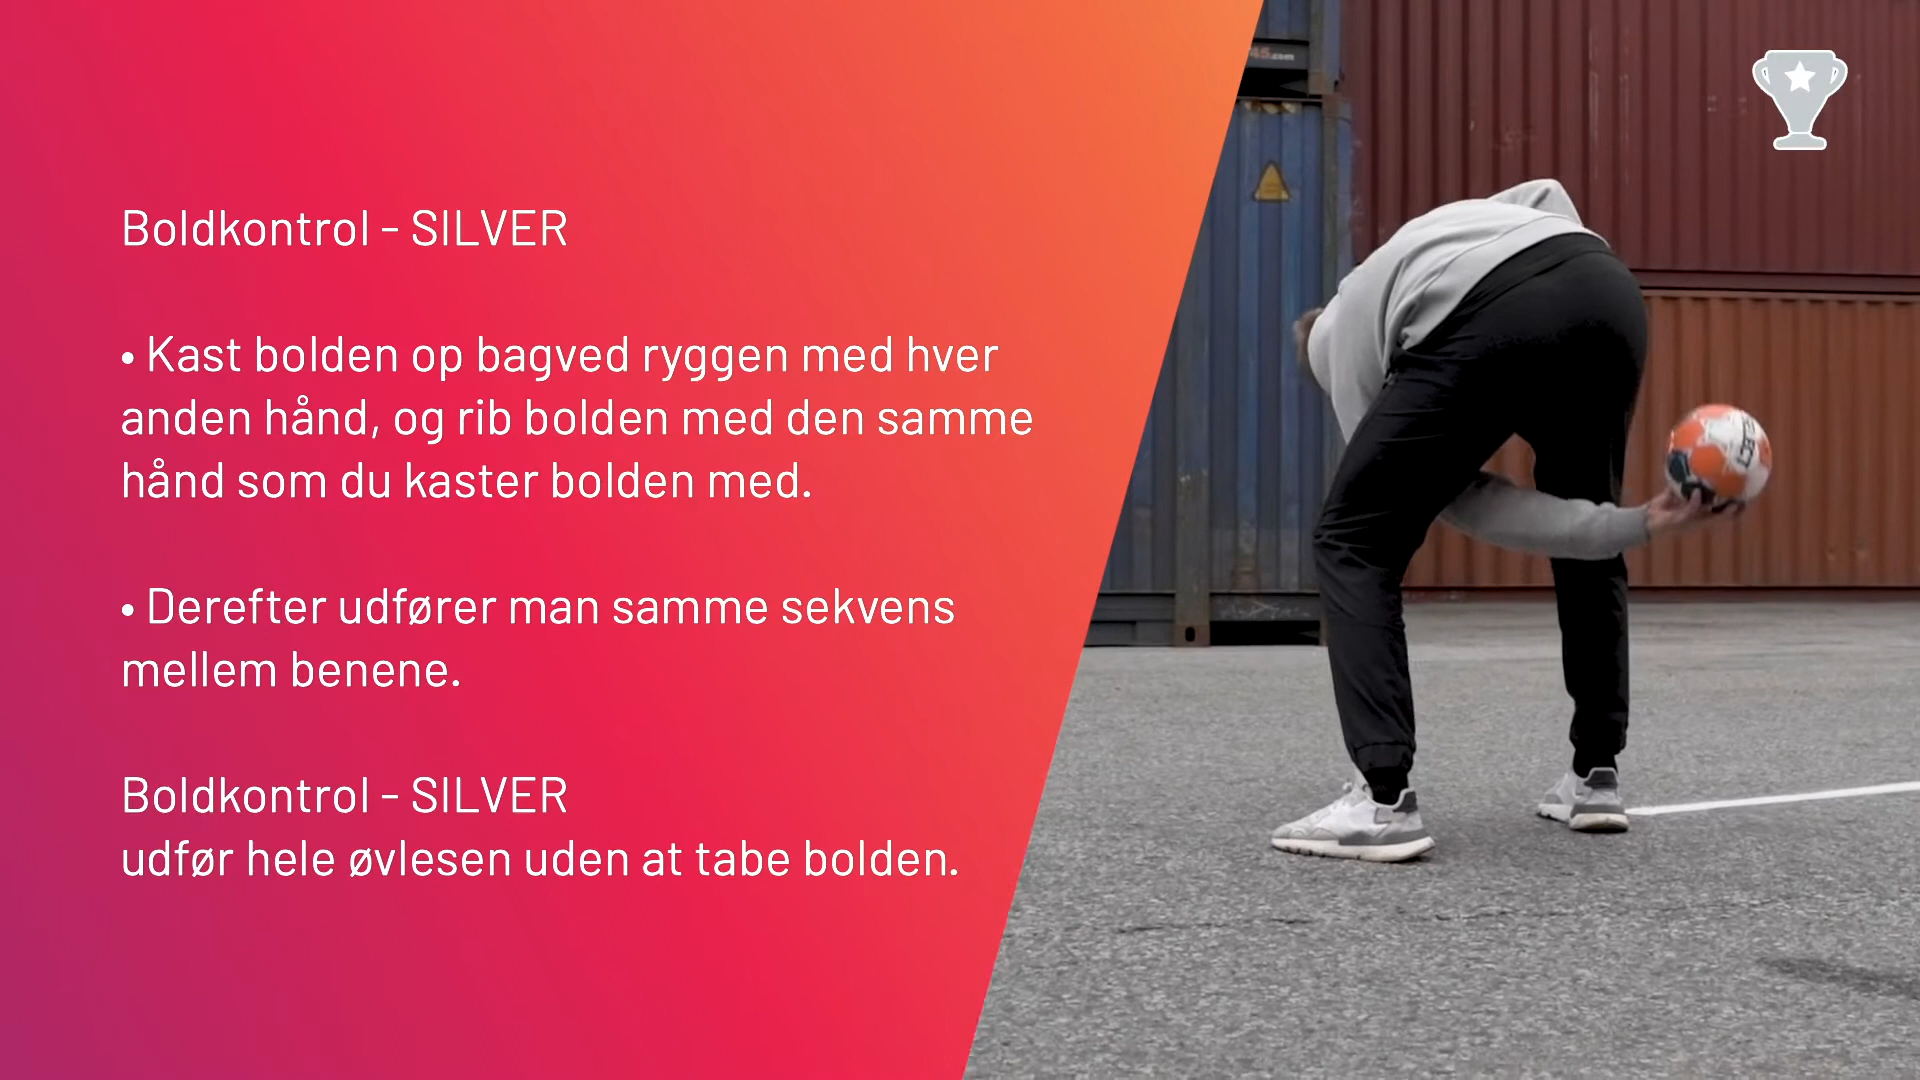 Boldkontrol - SILVER
• Kast bolden op bagved ryggen med hver
anden hånd, og rib bolden med den samme
hånd som du kaster bolden med.
• Derefter udfører man samme sekvens
mellem benene.
Boldkontrol - SILVER
udfør hele øvlesen uden at tabe bolden.
45.com